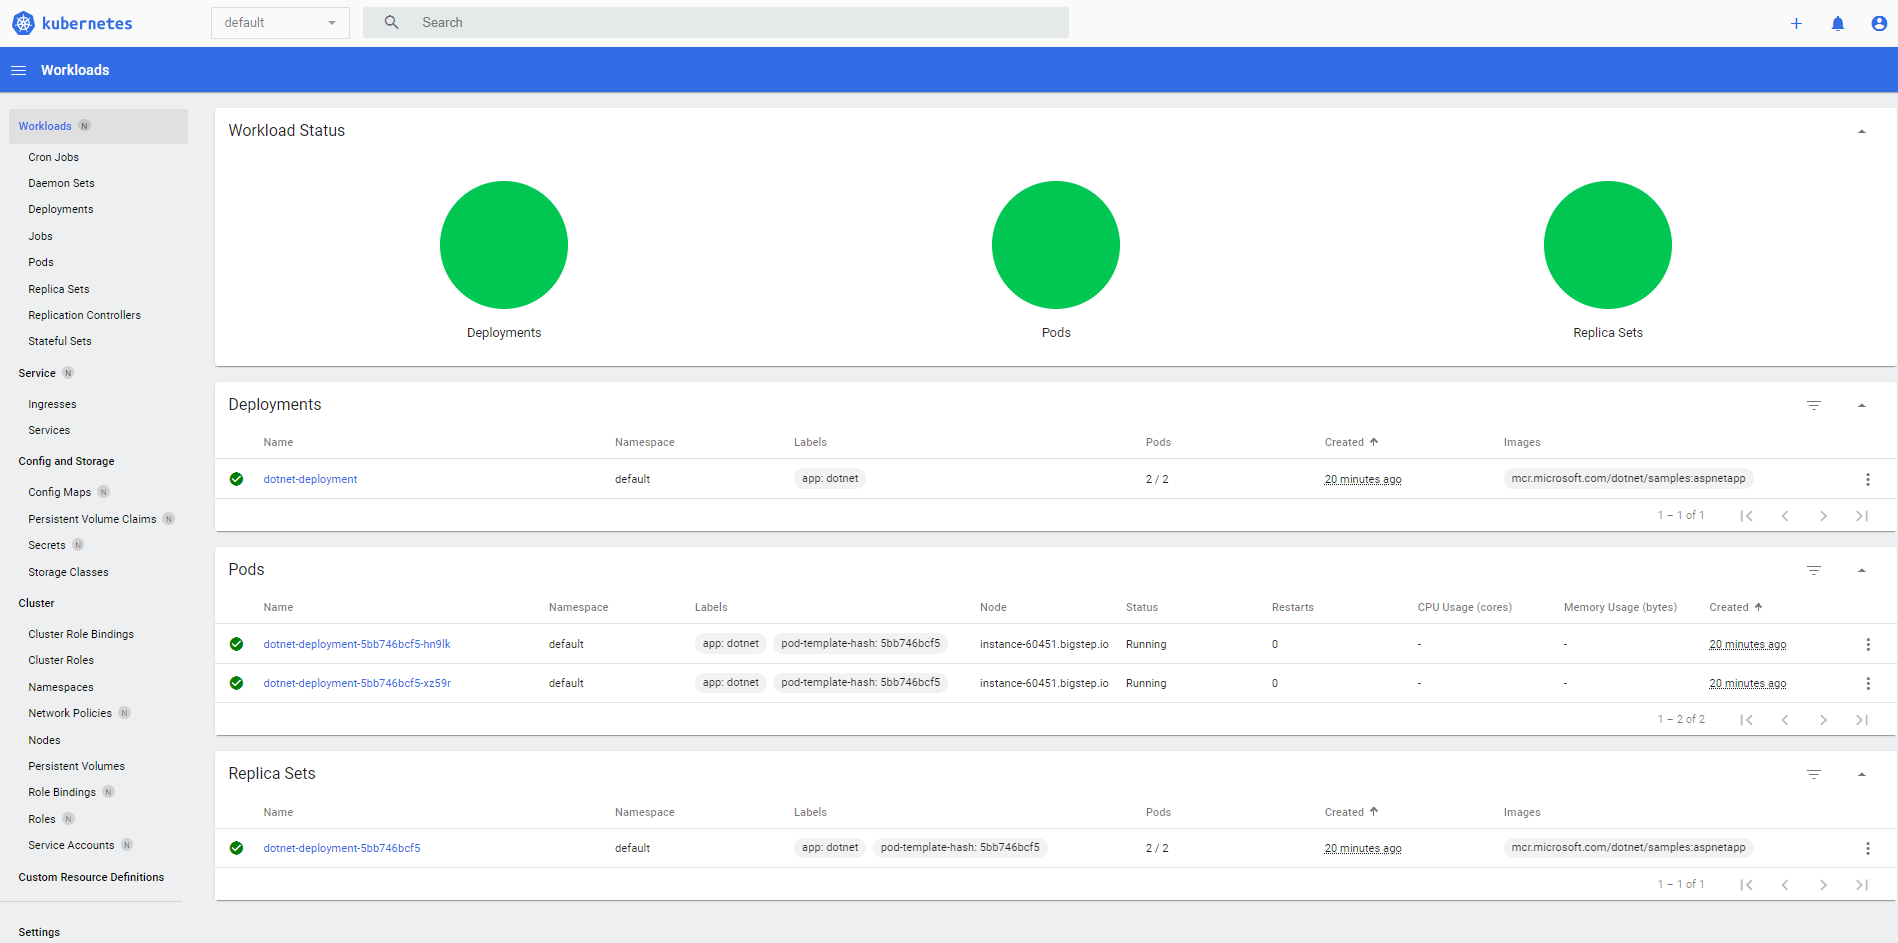 kubernetes
default
Search
Workloads
Workloads N
Cron Jobs
Daemon Sets
Deployments
Jobs
Pods
Replica Sets
Replication Controllers
Stateful Sets
Service N
Ingresses
Services
Config and Storage
Config Maps N
Persistent Volume Claims N
Secrets N
Storage Classes
Cluster
Cluster Role Bindings
Cluster Roles
Namespaces
Network Policies N
Nodes
Persistent Volumes
Role Bindings N
Roles N
Service Accounts N
Custom Resource Definitions
Settings
Workload Status
Deployments Pods Replica Sets
Deployments
Name Namespace Labels Pods Created Images
dotnet-deployment default app: dotnet 2 / 2 20 minutes ago mcr.microsoft.com/dotnet/samples:aspnetapp
1 – 1 of 1
Pods
Name Namespace Labels Node Status Restarts CPU Usage (cores) Memory Usage (bytes) Created
dotnet-deployment-5bb746bcf5-hn9lk default app: dotnet pod-template-hash: 5bb746bcf5 instance-60451.bigstep.io Running 0 - - 20 minutes ago
dotnet-deployment-5bb746bcf5-xz59r default app: dotnet pod-template-hash: 5bb746bcf5 instance-60451.bigstep.io Running 0 - - 20 minutes ago
1 – 2 of 2
Replica Sets
Name Namespace Labels Pods Created Images
dotnet-deployment-5bb746bcf5 default app: dotnet pod-template-hash: 5bb746bcf5 2 / 2 20 minutes ago mcr.microsoft.com/dotnet/samples:aspnetapp
1 – 1 of 1